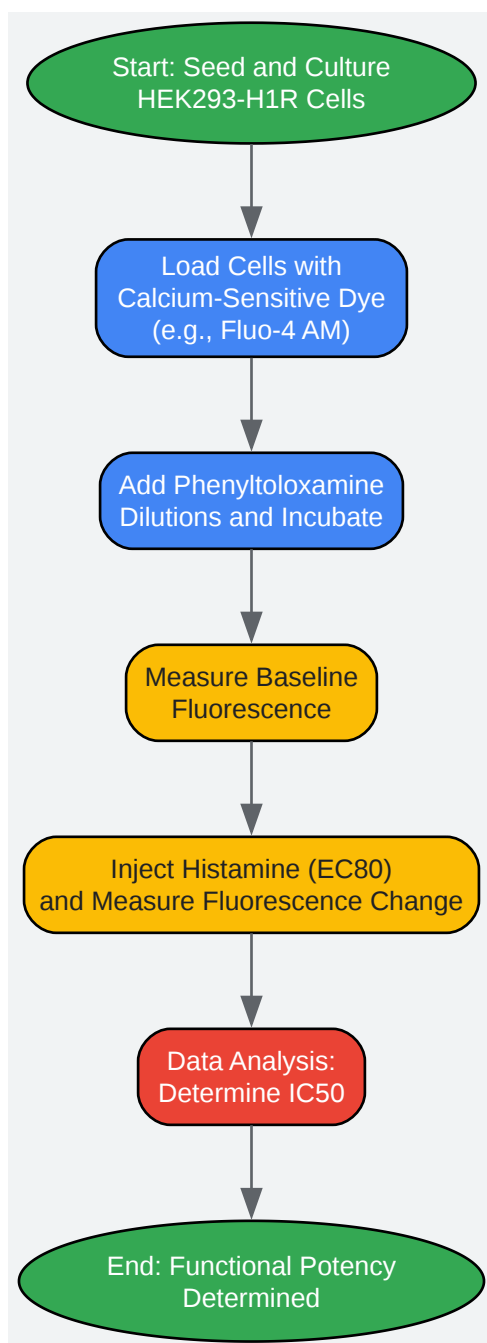 Start: Seed and Culture
HEK293-H1R Cells
Load Cells with
Calcium-Sensitive Dye
(e.g., Fluo-4 AM)
Add Phenyltoloxamine
Dilutions and Incubate
Measure Baseline
Fluorescence
Inject Histamine (EC80)
and Measure Fluorescence Change
Data Analysis:
Determine IC50
End: Functional Potency
Determined